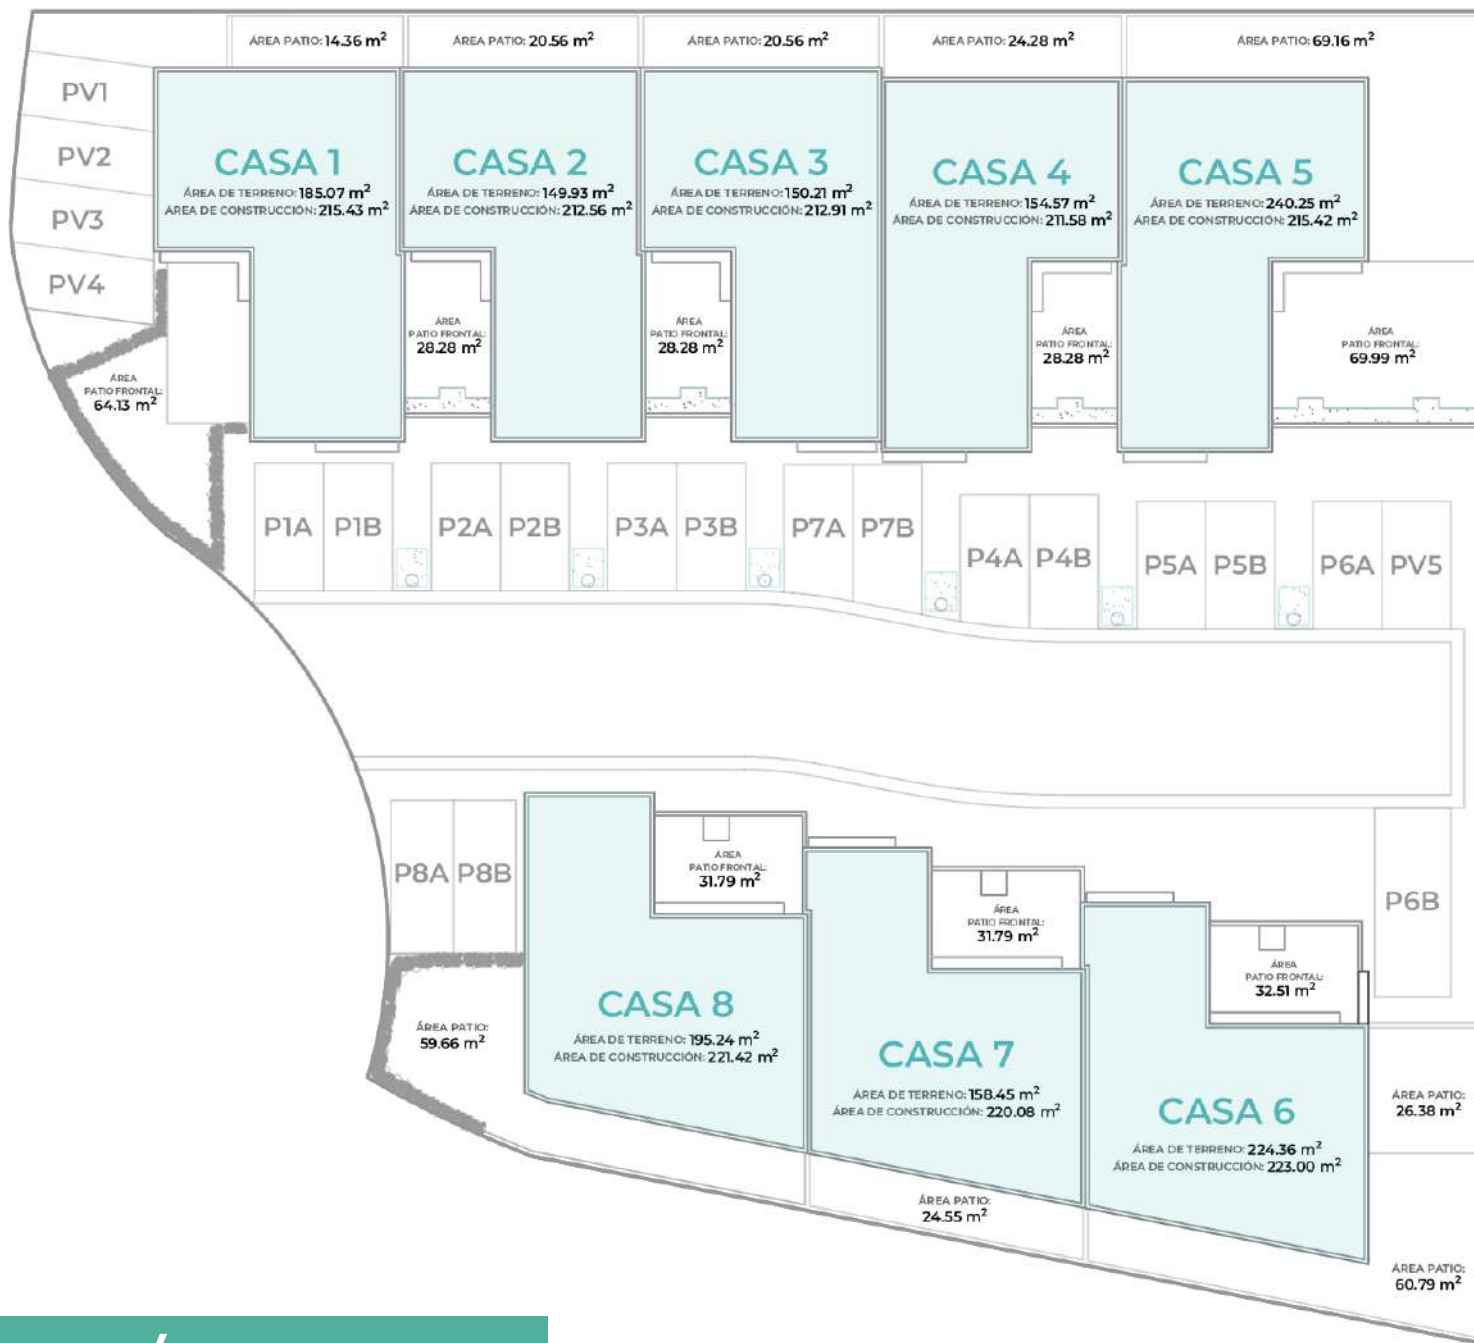 ÁREA PATIO: 14.36 m²
ÁREA PATIO: 20.56 m²
ÁREA PATIO: 20.56 m²
ÁREA PATIO: 24.28 m²
ÁREA PATIO: 69.16 m²
PV1
PV2
PV3
PV4
CASA 1
ÁREA DE TERRENO: 185.07 m²
ÁREA DE CONSTRUCCIÓN: 215.43 m²
CASA 2
ÁREA DE TERRENO: 149.93 m²
ÁREA DE CONSTRUCCIÓN: 212.56 m²
CASA 3
ÁREA DE TERRENO: 150.21 m²
ÁREA DE CONSTRUCCIÓN: 212.91 m²
CASA 4
ÁREA DE TERRENO: 154.57 m²
ÁREA DE CONSTRUCCIÓN: 211.58 m²
CASA 5
ÁREA DE TERRENO: 240.25 m²
ÁREA DE CONSTRUCCIÓN: 215.42 m²
ÁREA
PATIO FRONTAL:
64.13 m²
ÁREA
PATIO FRONTAL:
28.28 m²
ÁREA
PATIO FRONTAL:
28.28 m²
ÁREA
PATIO FRONTAL:
28.28 m²
ÁREA
PATIO FRONTAL:
69.99 m²
P1A P1B P2A P2B P3A P3B P7A P7B P4A P4B P5A P5B P6A PV5
P8A P8B
ÁREA
PATIO FRONTAL:
31.79 m²
ÁREA
PATIO FRONTAL:
31.79 m²
ÁREA
PATIO FRONTAL:
32.51 m²
P6B
ÁREA PATIO:
59.66 m²
CASA 8
ÁREA DE TERRENO: 195.24 m²
ÁREA DE CONSTRUCCIÓN: 221.42 m²
CASA 7
ÁREA DE TERRENO: 158.45 m²
ÁREA DE CONSTRUCCIÓN: 220.08 m²
CASA 6
ÁREA DE TERRENO: 224.36 m²
ÁREA DE CONSTRUCCIÓN: 223.00 m²
ÁREA PATIO:
26.38 m²
ÁREA PATIO:
24.55 m²
ÁREA PATIO:
60.79 m²